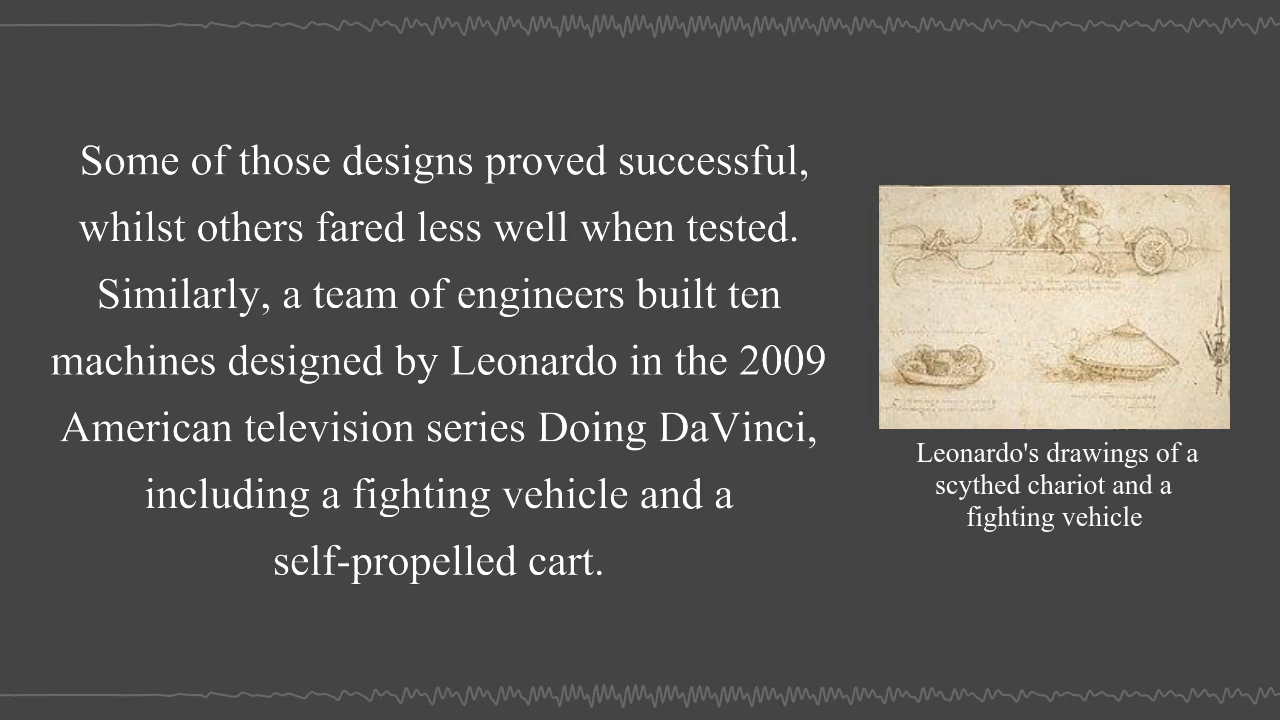 Some of those designs proved successful,
whilst others fared less well when tested.
Similarly, a team of engineers built ten
machines designed by Leonardo in the 2009
American television series Doing DaVinci,
including a fighting vehicle and a
self-propelled cart.
Leonardo's drawings of a
scythed chariot and a
fighting vehicle